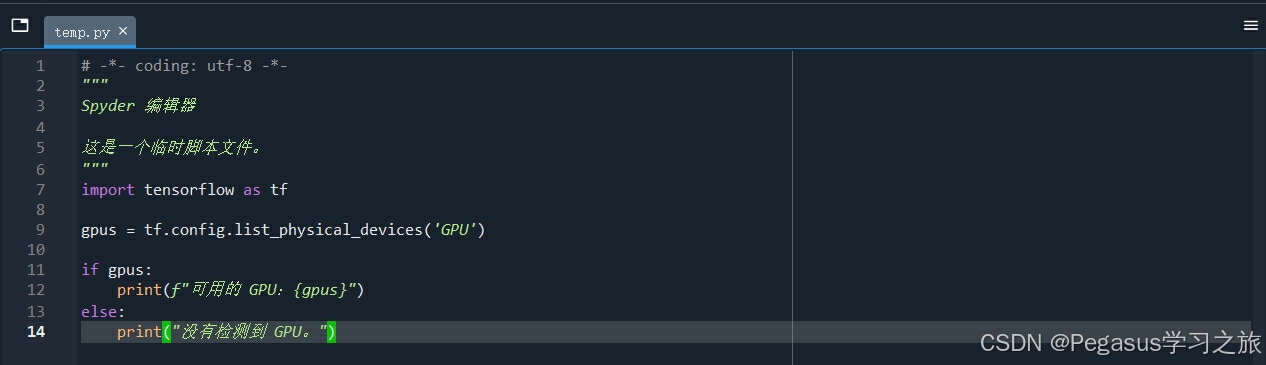 temp.py
1 # -*- coding: utf-8 -*-
2 """
3 Spyder 编辑器
4
5 这是一个临时脚本文件。
6 """
7 import tensorflow as tf
8
9 gpus = tf.config.list_physical_devices('GPU')
10
11 if gpus:
12     print(f"可用的 GPU: {gpus}")
13 else:
14     print("没有检测到 GPU。")
CSDN @Pegasus学习之旅